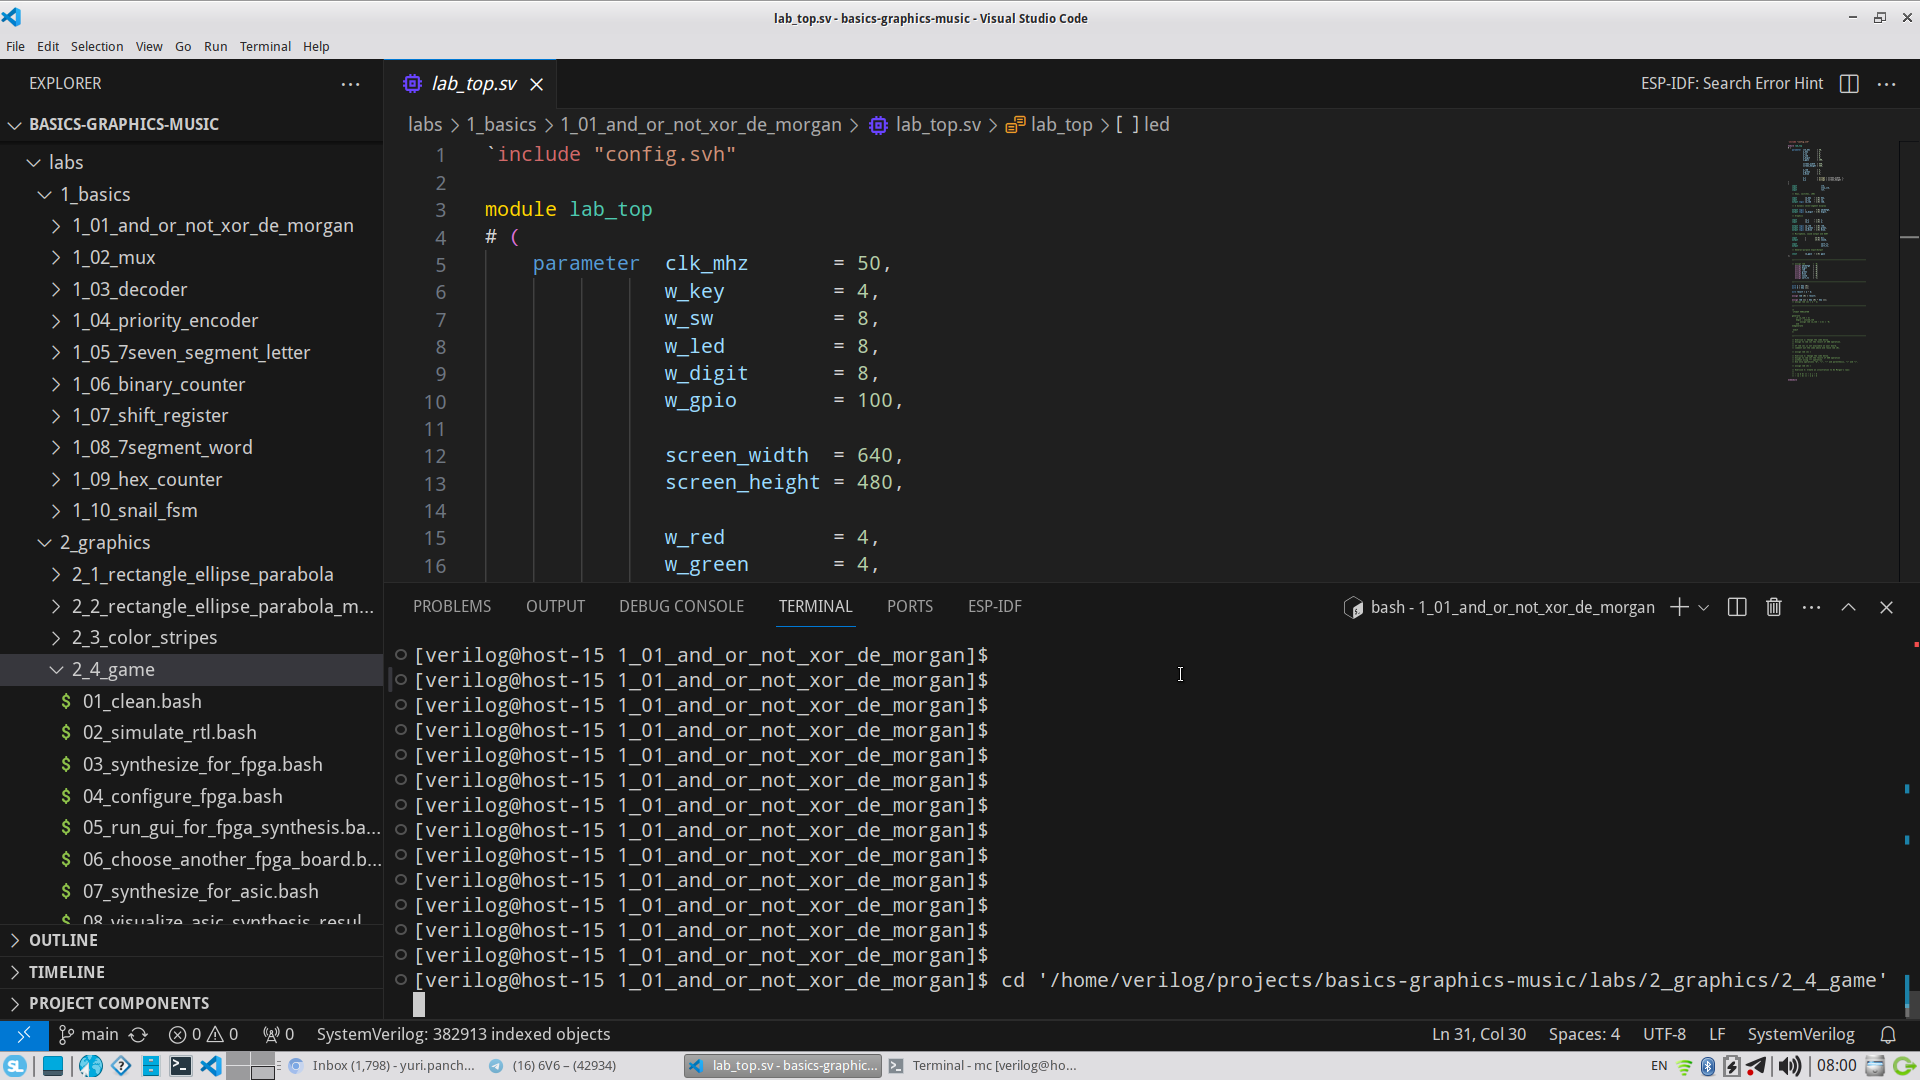 lab_top.sv - basics-graphics-music - Visual Studio Code
File Edit Selection View Go Run Terminal Help
EXPLORER
BASICS-GRAPHICS-MUSIC
labs
1_basics
1_01_and_or_not_xor_de_morgan
1_02_mux
1_03_decoder
1_04_priority_encoder
1_05_7seven_segment_letter
1_06_binary_counter
1_07_shift_register
1_08_7segment_word
1_09_hex_counter
1_10_snail_fsm
2_graphics
2_1_rectangle_ellipse_parabola
2_2_rectangle_ellipse_parabola_m...
2_3_color_stripes
2_4_game
$ 01_clean.bash
$ 02_simulate_rtl.bash
$ 03_synthesize_for_fpga.bash
$ 04_configure_fpga.bash
$ 05_run_gui_for_fpga_synthesis.ba...
$ 06_choose_another_fpga_board.b...
$ 07_synthesize_for_asic.bash
08_visualize_asic_synthesis_resul
OUTLINE
TIMELINE
PROJECT COMPONENTS
lab_top.sv
ESP-IDF: Search Error Hint
labs > 1_basics > 1_01_and_or_not_xor_de_morgan > lab_top.sv > lab_top > [ ] led
1 `include "config.svh"
2
3 module lab_top
4 # (
5 parameter clk_mhz = 50,
6 w_key = 4,
7 w_sw = 8,
8 w_led = 8,
9 w_digit = 8,
10 w_gpio = 100,
11
12 screen_width = 640,
13 screen_height = 480,
14
15 w_red = 4,
16 w_green = 4,
PROBLEMS OUTPUT DEBUG CONSOLE TERMINAL PORTS ESP-IDF
bash - 1_01_and_or_not_xor_de_morgan
[verilog@host-15 1_01_and_or_not_xor_de_morgan]$
[verilog@host-15 1_01_and_or_not_xor_de_morgan]$
[verilog@host-15 1_01_and_or_not_xor_de_morgan]$
[verilog@host-15 1_01_and_or_not_xor_de_morgan]$
[verilog@host-15 1_01_and_or_not_xor_de_morgan]$
[verilog@host-15 1_01_and_or_not_xor_de_morgan]$
[verilog@host-15 1_01_and_or_not_xor_de_morgan]$
[verilog@host-15 1_01_and_or_not_xor_de_morgan]$
[verilog@host-15 1_01_and_or_not_xor_de_morgan]$
[verilog@host-15 1_01_and_or_not_xor_de_morgan]$
[verilog@host-15 1_01_and_or_not_xor_de_morgan]$
[verilog@host-15 1_01_and_or_not_xor_de_morgan]$
[verilog@host-15 1_01_and_or_not_xor_de_morgan]$
[verilog@host-15 1_01_and_or_not_xor_de_morgan]$ cd '/home/verilog/projects/basics-graphics-music/labs/2_graphics/2_4_game'
main 0 0 0 SystemVerilog: 382913 indexed objects
Ln 31, Col 30 Spaces: 4 UTF-8 LF SystemVerilog
SL Inbox (1,798) - yuri.panch... (16) 6V6 – (42934) lab_top.sv - basics-graphic... Terminal - mc [verilog@ho... EN 08:00